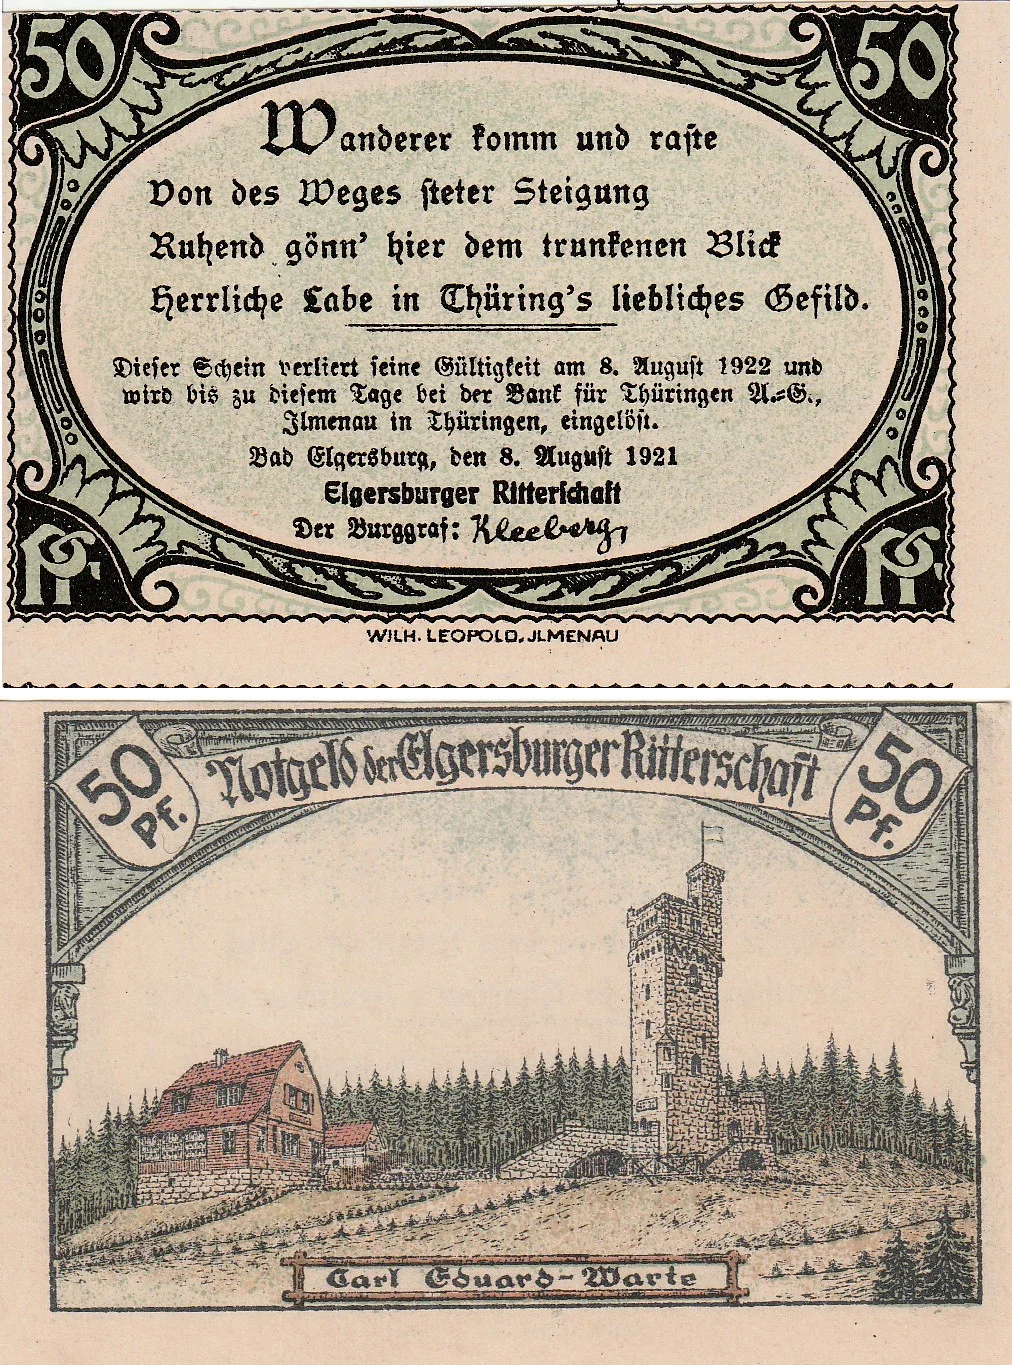 50 50
Wanderer komm und raste
Von des Weges steter Steigung
Ruhend gönn' hier dem trunkenen Blick
Herrliche Labe in Thüring's liebliches Gefild.
Dieser Schein verliert seine Gültigkeit am 8. August 1922 und
wird bis zu diesem Tage bei der Bank für Thüringen A.=G.,
Ilmenau in Thüringen, eingelöst.
Bad Elgersburg, den 8. August 1921
Elgersburger Ritterschaft
Der Burggraf: Kleeberg
Pf. Pf.
WILH. LEOPOLD, JLMENAU
50 Pf. Notgeld der Elgersburger Ritterschaft 50 Pf.
Carl Eduard-Warte